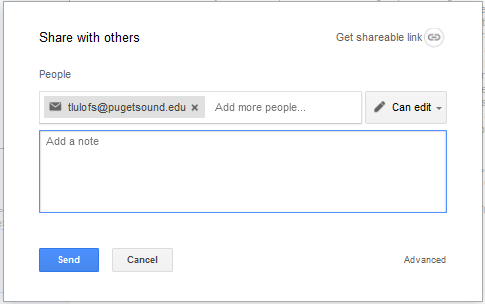 Share with others
Get shareable link
People
tlulofs@pugetsound.edu × Add more people...
Can edit
Add a note
Send
Cancel
Advanced